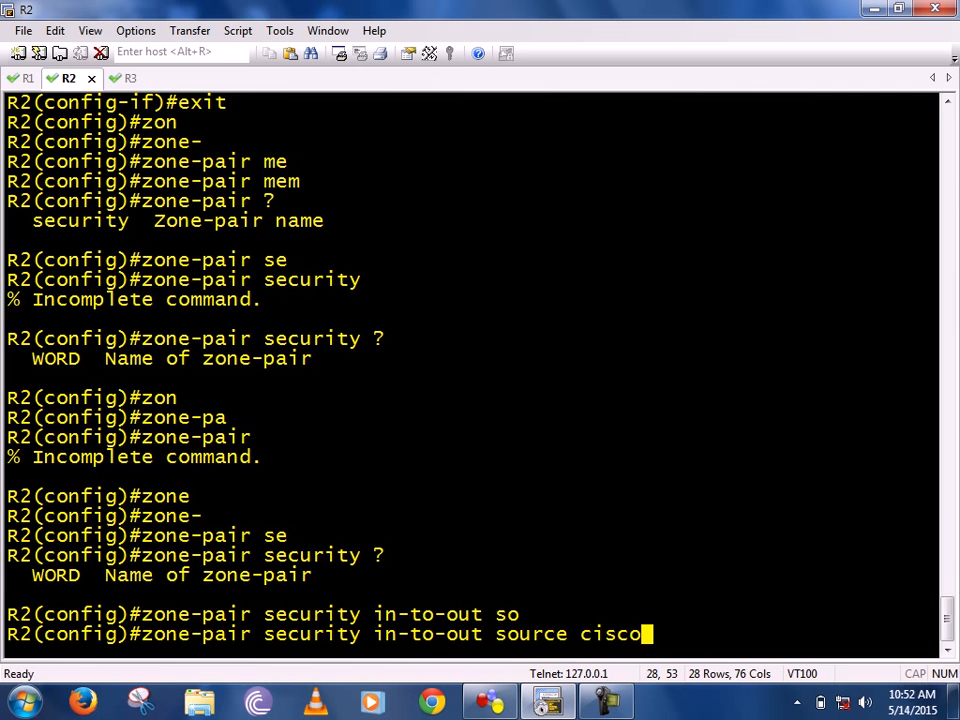 R2
File Edit View Options Transfer Script Tools Window Help
Enter host <Alt+R>
R1 R2 x R3
R2(config-if)#exit
R2(config)#zon
R2(config)#zone-
R2(config)#zone-pair me
R2(config)#zone-pair mem
R2(config)#zone-pair ?
  security  Zone-pair name
R2(config)#zone-pair se
R2(config)#zone-pair security
% Incomplete command.
R2(config)#zone-pair security ?
  WORD  Name of zone-pair
R2(config)#zon
R2(config)#zone-pa
R2(config)#zone-pair
% Incomplete command.
R2(config)#zone
R2(config)#zone-
R2(config)#zone-pair se
R2(config)#zone-pair security ?
  WORD  Name of zone-pair
R2(config)#zone-pair security in-to-out so
R2(config)#zone-pair security in-to-out source cisco
Ready Telnet: 127.0.0.1 28, 53 28 Rows, 76 Cols VT100 CAP NUM
10:52 AM
5/14/2015